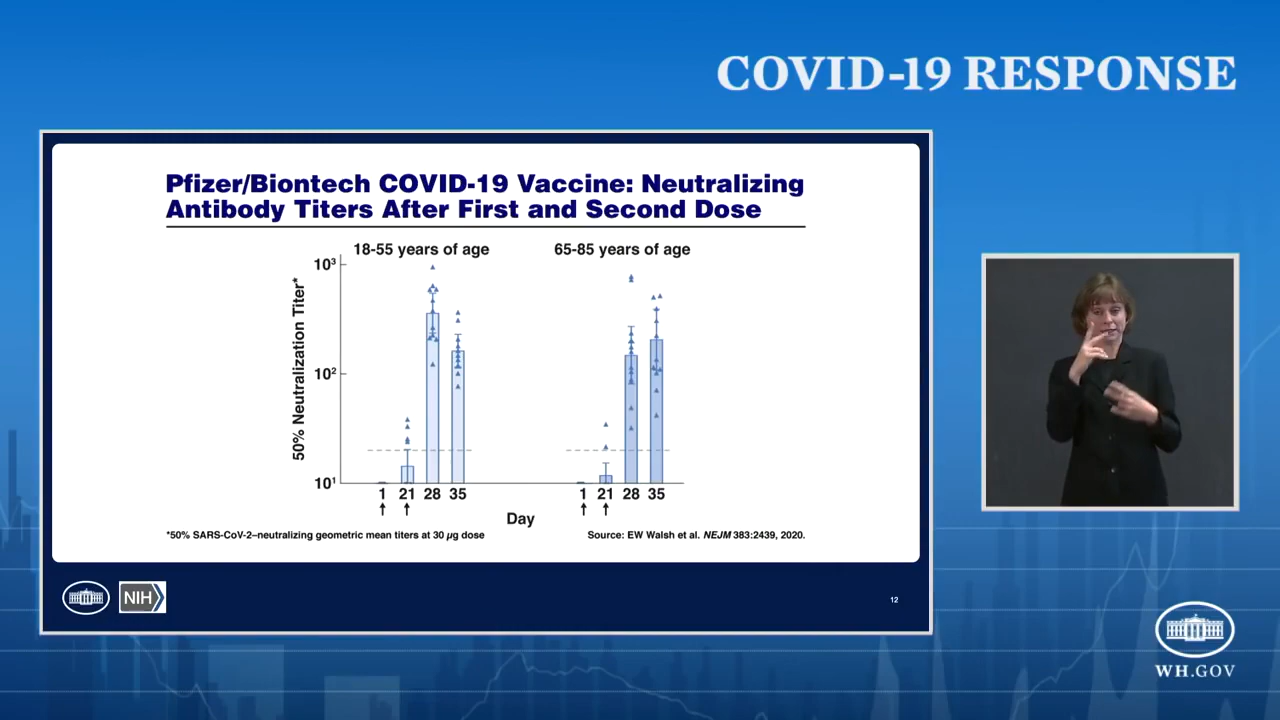 COVID-19 RESPONSE
Pfizer/Biontech COVID-19 Vaccine: Neutralizing
Antibody Titers After First and Second Dose
18-55 years of age
65-85 years of age
50% Neutralization Titer*
10³
10²
10¹
1 21 28 35
1 21 28 35
Day
*50% SARS-CoV-2–neutralizing geometric mean titers at 30 µg dose
Source: EW Walsh et al. NEJM 383:2439, 2020.
NIH
12
WH.GOV